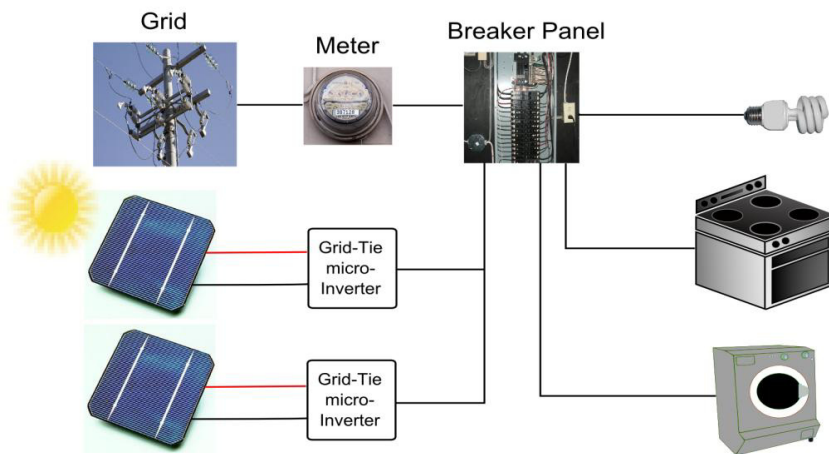 Grid
Meter
Breaker Panel
Grid-Tie
micro-
Inverter
Grid-Tie
micro-
Inverter